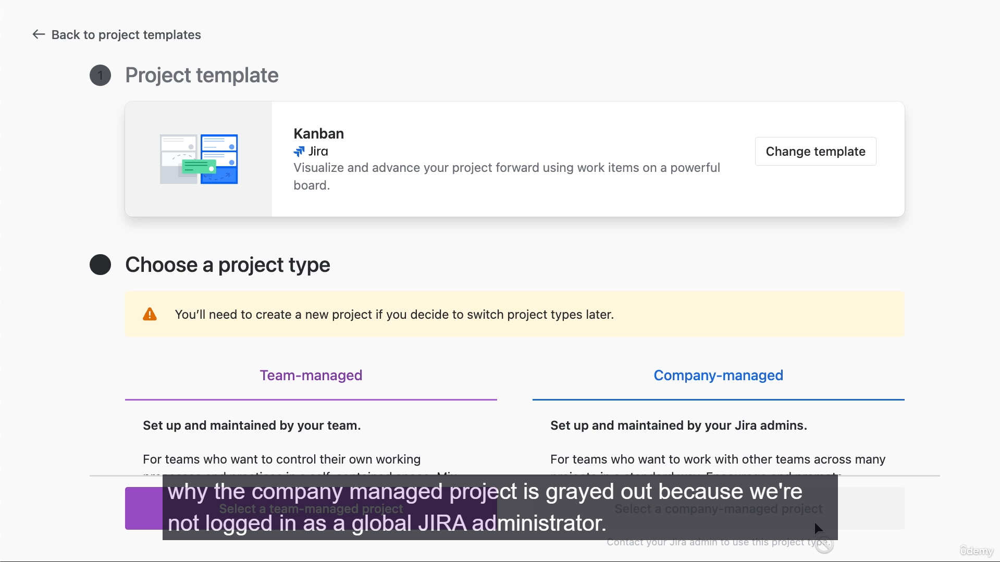 Back to project templates
1
Project template
Kanban
Jira
Visualize and advance your project forward using work items on a powerful
board.
Change template
Choose a project type
You’ll need to create a new project if you decide to switch project types later.
Team-managed
Company-managed
Set up and maintained by your team.
Set up and maintained by your Jira admins.
For teams who want to control their own working
For teams who want to work with other teams across many
why the company managed project is grayed out because we're
Select a team-managed project
Select a company-managed project
not logged in as a global JIRA administrator.
Contact your Jira admin to use this project type.
ûdemy